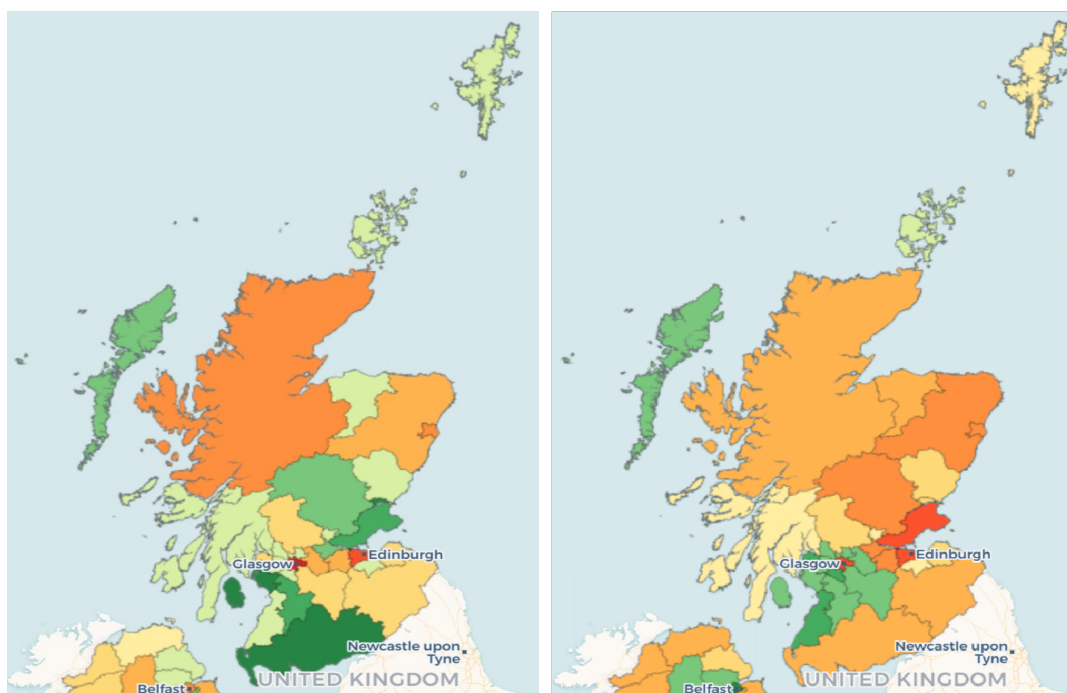 Edinburgh
Glasgow
Newcastle upon
Tyne
UNITED KINGDOM
Belfast
Edinburgh
Glasgow
Newcastle upon
Tyne
UNITED KINGDOM
Belfast